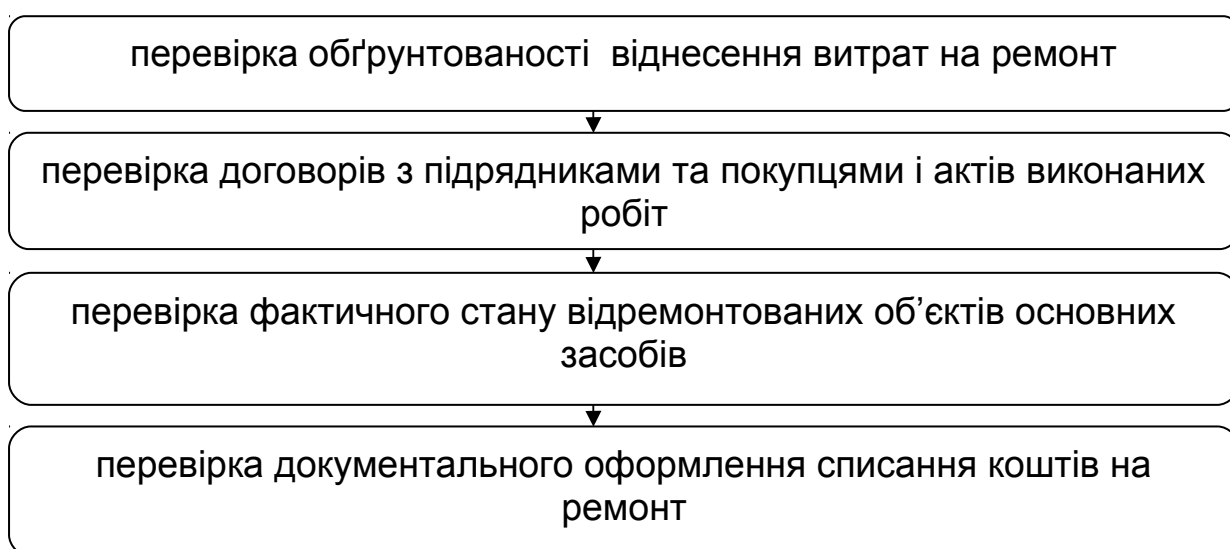 перевірка обґрунтованості віднесення витрат на ремонт
перевірка договорів з підрядниками та покупцями і актів виконаних
робіт
перевірка фактичного стану відремонтованих об’єктів основних
засобів
перевірка документального оформлення списання коштів на
ремонт